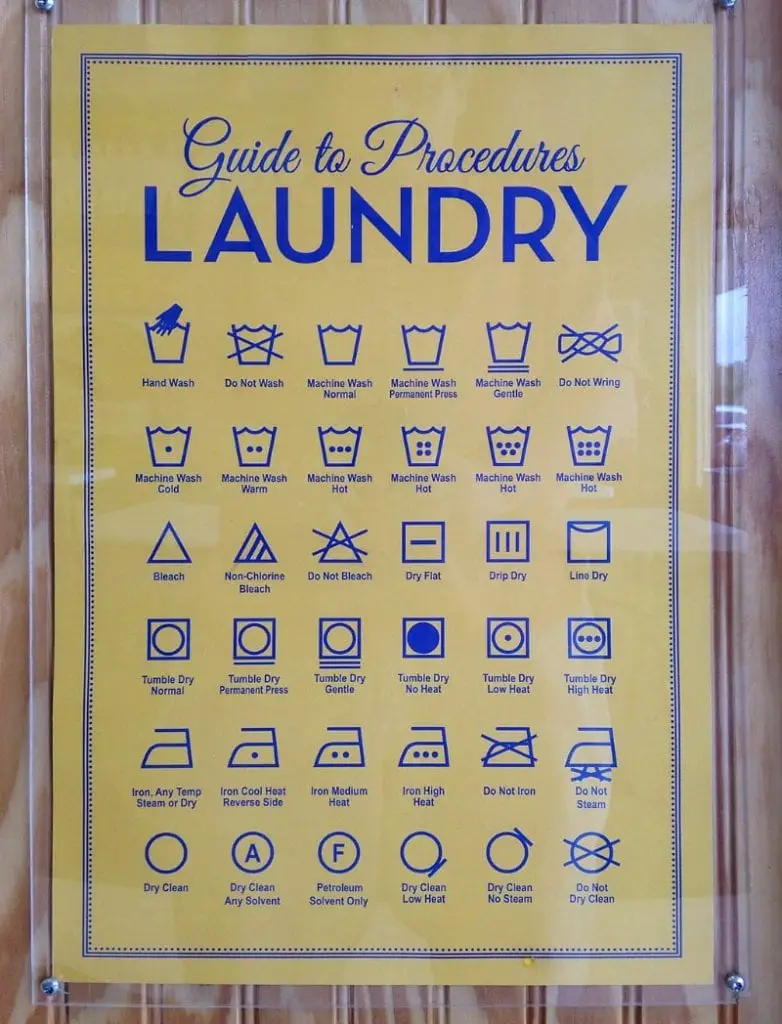 Guide to Procedures
LAUNDRY
Hand Wash
Do Not Wash
Machine Wash
Normal
Machine Wash
Permanent Press
Machine Wash
Gentle
Do Not Wring
Machine Wash
Cold
Machine Wash
Warm
Machine Wash
Hot
Machine Wash
Hot
Machine Wash
Hot
Machine Wash
Hot
Bleach
Non-Chlorine
Bleach
Do Not Bleach
Dry Flat
Drip Dry
Line Dry
Tumble Dry
Normal
Tumble Dry
Permanent Press
Tumble Dry
Gentle
Tumble Dry
No Heat
Tumble Dry
Low Heat
Tumble Dry
High Heat
Iron, Any Temp
Steam or Dry
Iron Cool Heat
Reverse Side
Iron Medium
Heat
Iron High
Heat
Do Not Iron
Do Not
Steam
A
F
Dry Clean
Dry Clean
Any Solvent
Petroleum
Solvent Only
Dry Clean
Low Heat
Dry Clean
No Steam
Do Not
Dry Clean